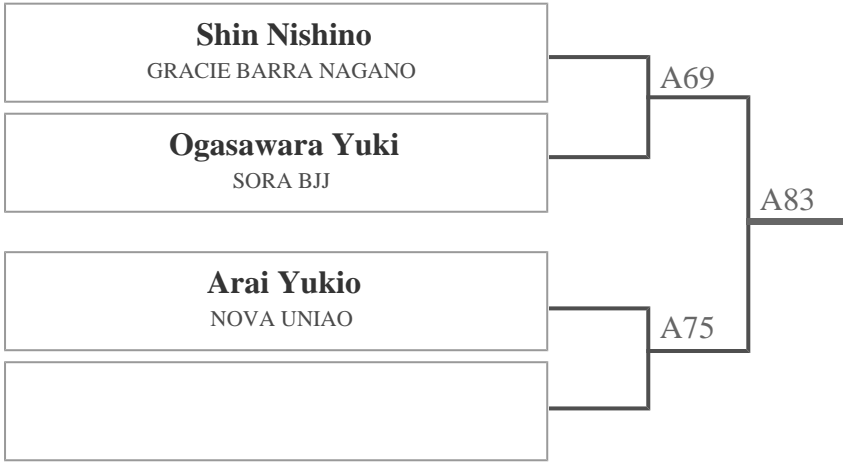 Shin Nishino
GRACIE BARRA NAGANO
A69
Ogasawara Yuki
SORA BJJ
A83
Arai Yukio
NOVA UNIAO
A75